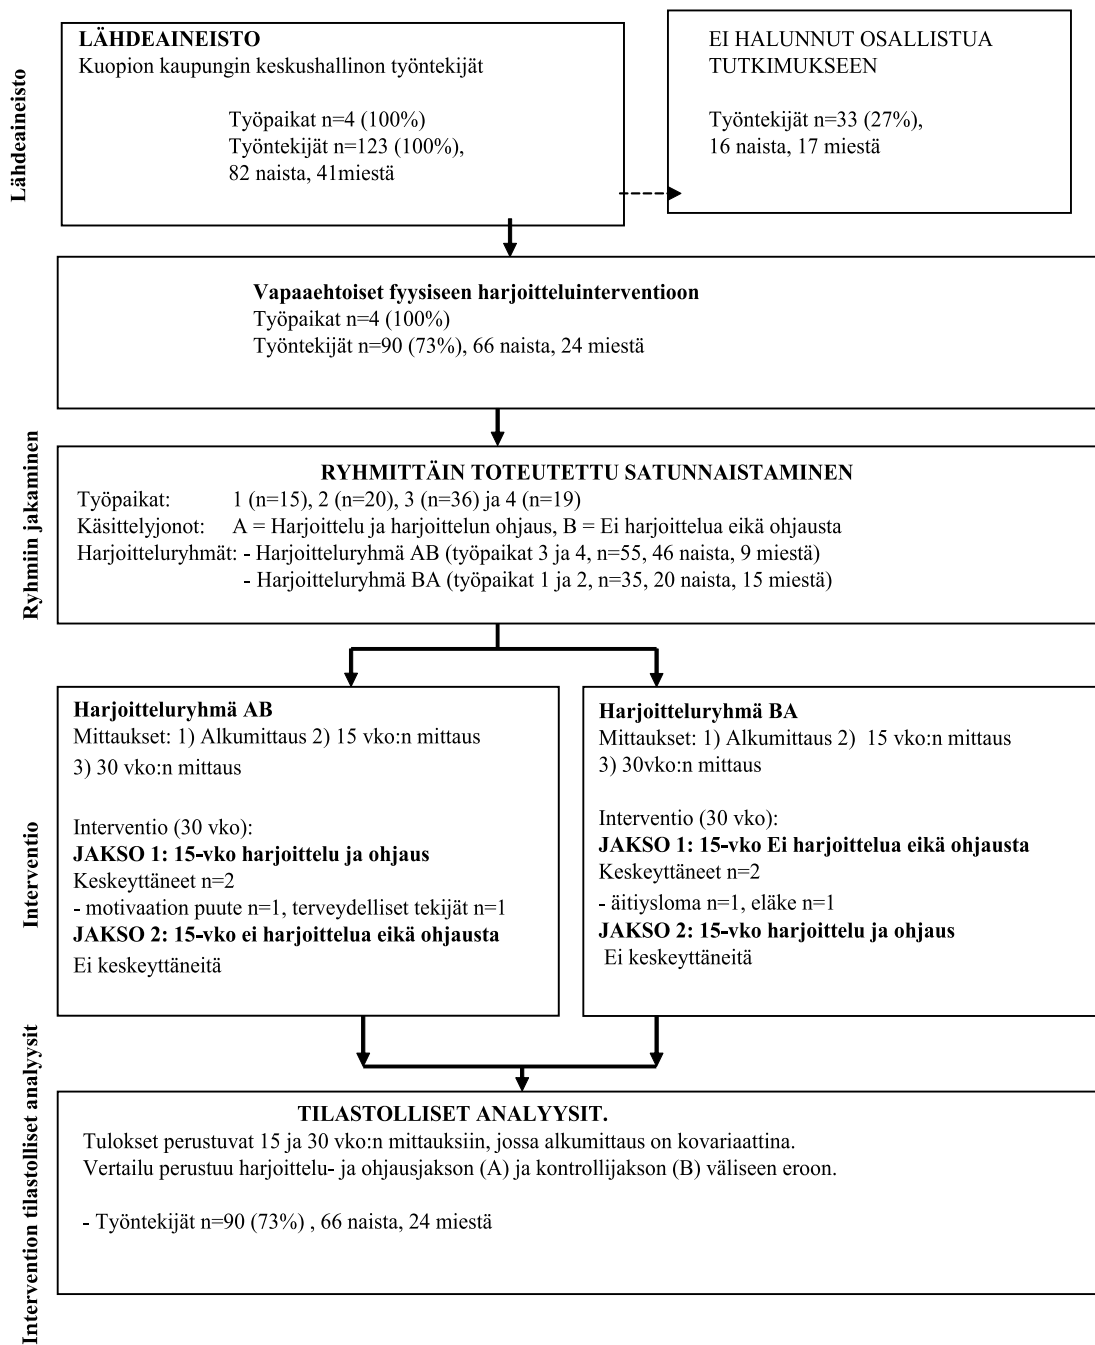 Lähdeaineisto
LÄHDEAINEISTO
Kuopion kaupungin keskushallinon työntekijät
Työpaikat n=4 (100%)
Työntekijät n=123 (100%),
82 naista, 41miestä
EI HALUNNUT OSALLISTUA
TUTKIMUKSEEN
Työntekijät n=33 (27%),
16 naista, 17 miestä
Vapaaehtoiset fyysiseen harjoitteluinterventioon
Työpaikat n=4 (100%)
Työntekijät n=90 (73%), 66 naista, 24 miestä
Ryhmiin jakaminen
RYHMITTÄIN TOTEUTETTU SATUNNAISTAMINEN
Työpaikat: 1 (n=15), 2 (n=20), 3 (n=36) ja 4 (n=19)
Käsittelyjonot: A = Harjoittelu ja harjoittelun ohjaus, B = Ei harjoittelua eikä ohjausta
Harjoitteluryhmät: - Harjoitteluryhmä AB (työpaikat 3 ja 4, n=55, 46 naista, 9 miestä)
- Harjoitteluryhmä BA (työpaikat 1 ja 2, n=35, 20 naista, 15 miestä)
Interventio
Harjoitteluryhmä AB
Mittaukset: 1) Alkumittaus 2) 15 vko:n mittaus
3) 30 vko:n mittaus
Interventio (30 vko):
JAKSO 1: 15-vko harjoittelu ja ohjaus
Keskeyttäneet n=2
- motivaation puute n=1, terveydelliset tekijät n=1
JAKSO 2: 15-vko ei harjoittelua eikä ohjausta
Ei keskeyttäneitä
Harjoitteluryhmä BA
Mittaukset: 1) Alkumittaus 2) 15 vko:n mittaus
3) 30vko:n mittaus
Interventio (30 vko):
JAKSO 1: 15-vko Ei harjoittelua eikä ohjausta
Keskeyttäneet n=2
- äitiysloma n=1, eläke n=1
JAKSO 2: 15-vko harjoittelu ja ohjaus
Ei keskeyttäneitä
Intervention tilastolliset analyysit
TILASTOLLISET ANALYYSIT.
Tulokset perustuvat 15 ja 30 vko:n mittauksiin, jossa alkumittaus on kovariaattina.
Vertailu perustuu harjoittelu- ja ohjausjakson (A) ja kontrollijakson (B) väliseen eroon.
- Työntekijät n=90 (73%) , 66 naista, 24 miestä